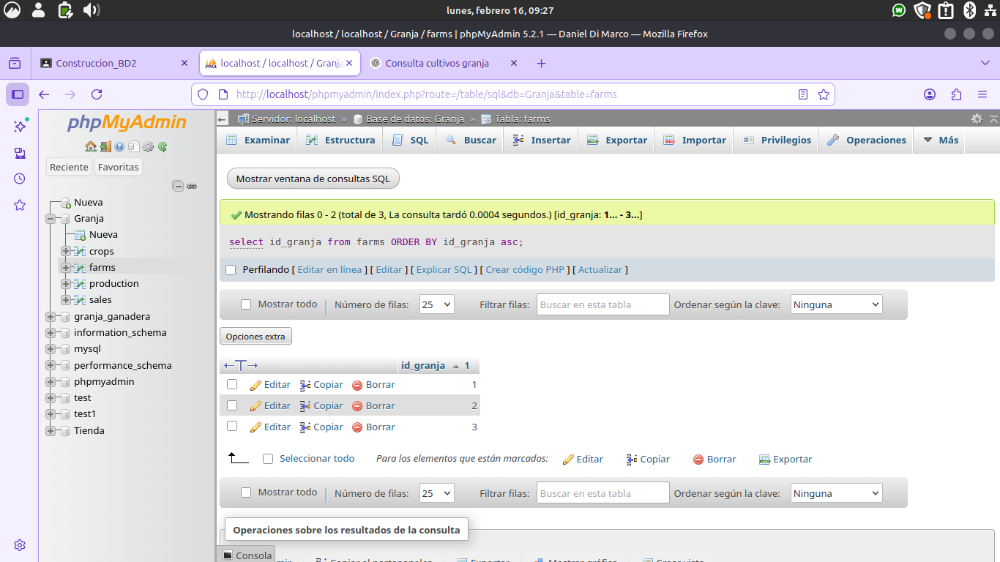 lunes, febrero 16, 09:27
localhost / localhost / Granja / farms | phpMyAdmin 5.2.1 — Daniel Di Marco — Mozilla Firefox
Construccion_BD2
localhost / localhost / Granja
Consulta cultivos granja
http://localhost/phpmyadmin/index.php?route=/table/sql&db=Granja&table=farms
phpMyAdmin
Reciente Favoritas
Nueva
Granja
Nueva
crops
farms
production
sales
granja_ganadera
information_schema
mysql
performance_schema
phpmyadmin
test
test1
Tienda
Servidor: localhost » Base de datos: Granja » Tabla: farms
Examinar Estructura SQL Buscar Insertar Exportar Importar Privilegios Operaciones Más
Mostrar ventana de consultas SQL
Mostrando filas 0 - 2 (total de 3, La consulta tardó 0.0004 segundos.) [id_granja: 1... - 3...]
select id_granja from farms ORDER BY id_granja asc;
Perfilando [ Editar en línea ] [ Editar ] [ Explicar SQL ] [ Crear código PHP ] [ Actualizar ]
Mostrar todo Número de filas: 25 Filtrar filas: Buscar en esta tabla Ordenar según la clave: Ninguna
Opciones extra
←T→ id_granja 1
Editar Copiar Borrar 1
Editar Copiar Borrar 2
Editar Copiar Borrar 3
Seleccionar todo Para los elementos que están marcados: Editar Copiar Borrar Exportar
Mostrar todo Número de filas: 25 Filtrar filas: Buscar en esta tabla Ordenar según la clave: Ninguna
Operaciones sobre los resultados de la consulta
Consola
Copiar al portapapeles Exportar Mostrar gráfico Crear vista